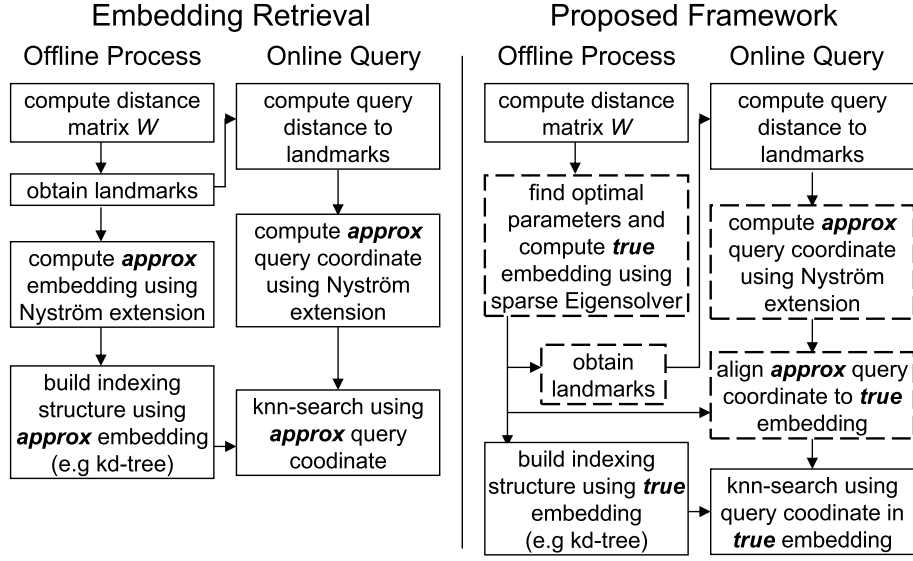 Embedding Retrieval
Offline Process
compute distance
matrix W
obtain landmarks
compute approx
embedding using
Nyström extension
build indexing
structure using
approx embedding
(e.g kd-tree)
Online Query
compute query
distance to
landmarks
compute approx
query coordinate
using Nyström
extension
knn-search using
approx query
coodinate
Proposed Framework
Offline Process
compute distance
matrix W
find optimal
parameters and
compute true
embedding using
sparse Eigensolver
obtain
landmarks
build indexing
structure using true
embedding
(e.g kd-tree)
Online Query
compute query
distance to
landmarks
compute approx
query coordinate
using Nyström
extension
align approx query
coordinate to true
embedding
knn-search using
query coordinate in
true embedding